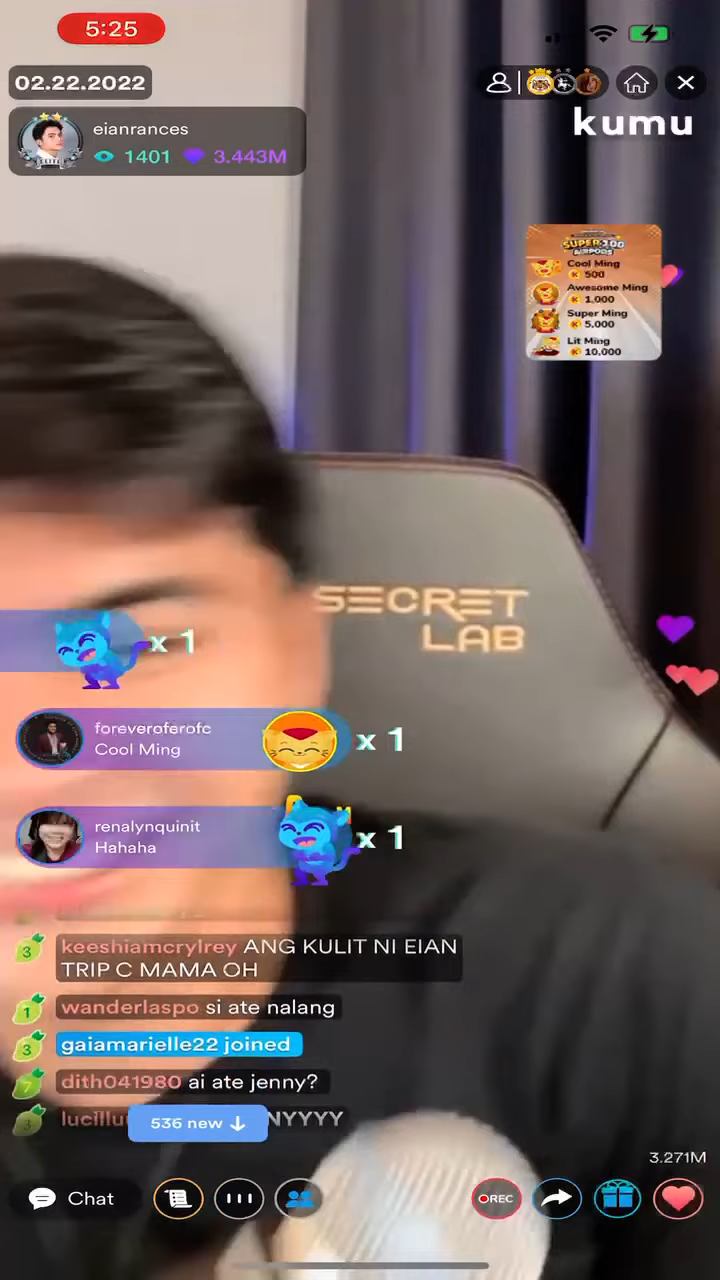 5:25
02.22.2022
kumu
eianrances
1401 3.443M
SUPER 100
AIRPODS
Cool Ming
500
Awesome Ming
1,000
Super Ming
5,000
Lit Ming
10,000
SECRET
LAB
x 1
foreveroferofc
Cool Ming
x 1
renalynquinit
Hahaha
x 1
3
keeshiamcrylrey ANG KULIT NI EIAN
TRIP C MAMA OH
1
wanderlaspo si ate nalang
3
gaiamarielle22 joined
7
dith041980 ai ate jenny?
3
536 new
NYYYY
3.271M
Chat
REC